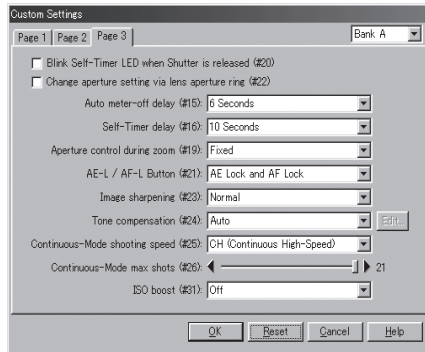 Custom Settings
Page 1 Page 2 Page 3 Bank A
Blink Self-Timer LED when Shutter is released (#20)
Change aperture setting via lens aperture ring (#22)
Auto meter-off delay (#15): 6 Seconds
Self-Timer delay (#16): 10 Seconds
Aperture control during zoom (#19): Fixed
AE-L / AF-L Button (#21): AE Lock and AF Lock
Image sharpening (#23): Normal
Tone compensation (#24): Auto Edit...
Continuous-Mode shooting speed (#25): CH (Continuous High-Speed)
Continuous-Mode max shots (#26): 21
ISO boost (#31): Off
OK Reset Cancel Help